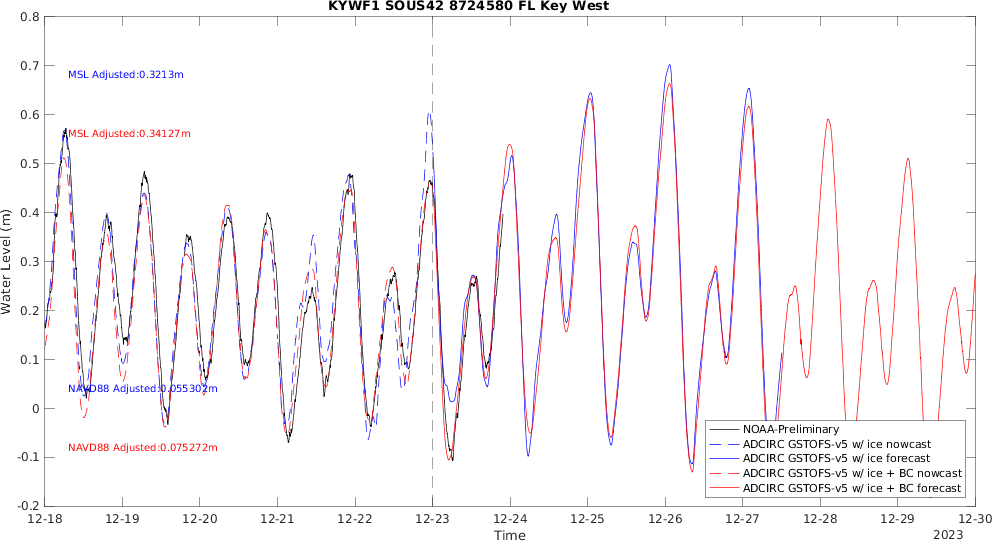 KYWF1 SOUS42 8724580 FL Key West
0.8
0.7
0.6
0.5
0.4
0.3
0.2
0.1
0
-0.1
-0.2
Water Level (m)
MSL Adjusted:0.3213m
MSL Adjusted:0.34127m
NAVD88 Adjusted:0.055302m
NAVD88 Adjusted:0.075272m
NOAA-Preliminary
ADCIRC GSTOFS-v5 w/ ice nowcast
ADCIRC GSTOFS-v5 w/ ice forecast
ADCIRC GSTOFS-v5 w/ ice + BC nowcast
ADCIRC GSTOFS-v5 w/ ice + BC forecast
12-18 12-19 12-20 12-21 12-22 12-23 12-24 12-25 12-26 12-27 12-28 12-29 12-30
Time
2023